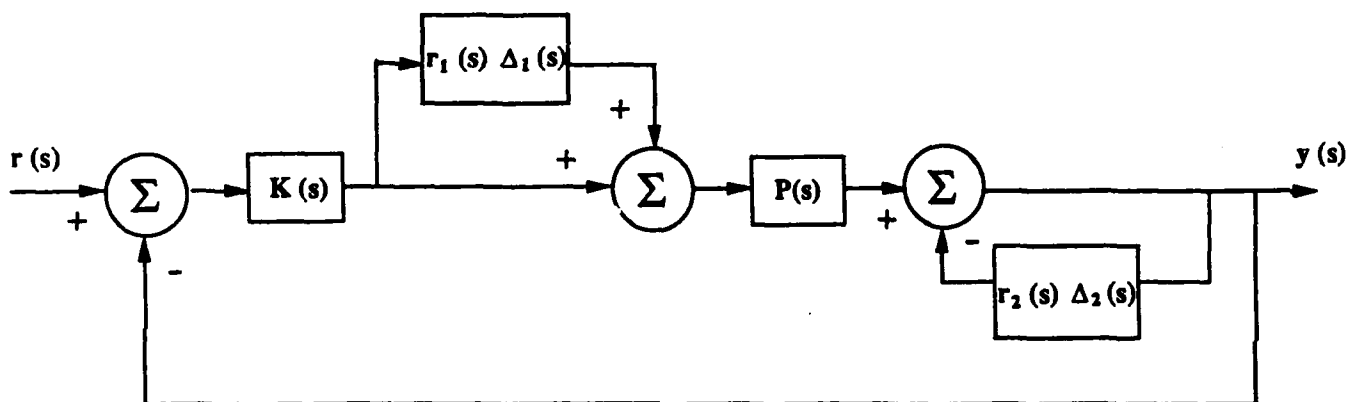 r₁ (s) Δ₁(s)
+
r (s)
+
Σ
-
K (s)
+
Σ
P(s)
+
Σ
-
r₂ (s) Δ₂(s)
y (s)